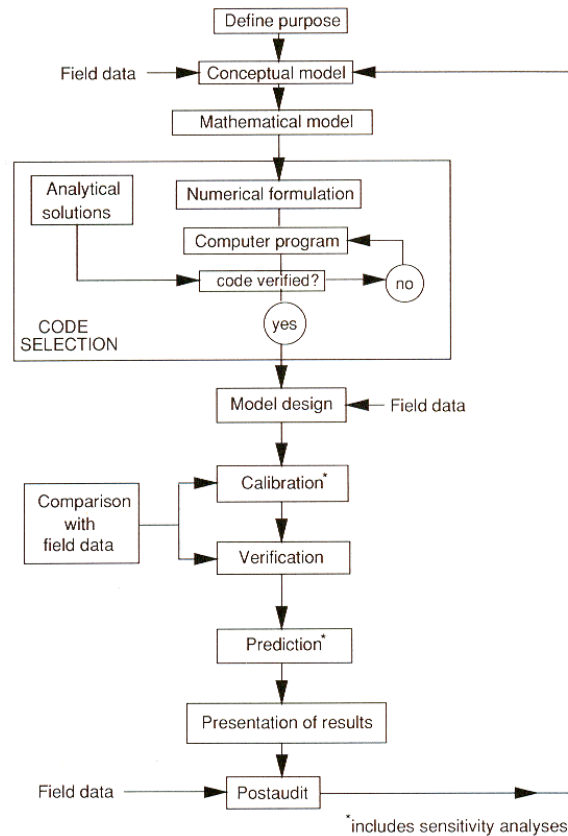 Define purpose
Field data
Conceptual model
Mathematical model
Analytical
solutions
Numerical formulation
Computer program
code verified?
no
yes
CODE
SELECTION
Model design
Field data
Comparison
with
field data
Calibration*
Verification
Prediction*
Presentation of results
Field data
Postaudit
*includes sensitivity analyses